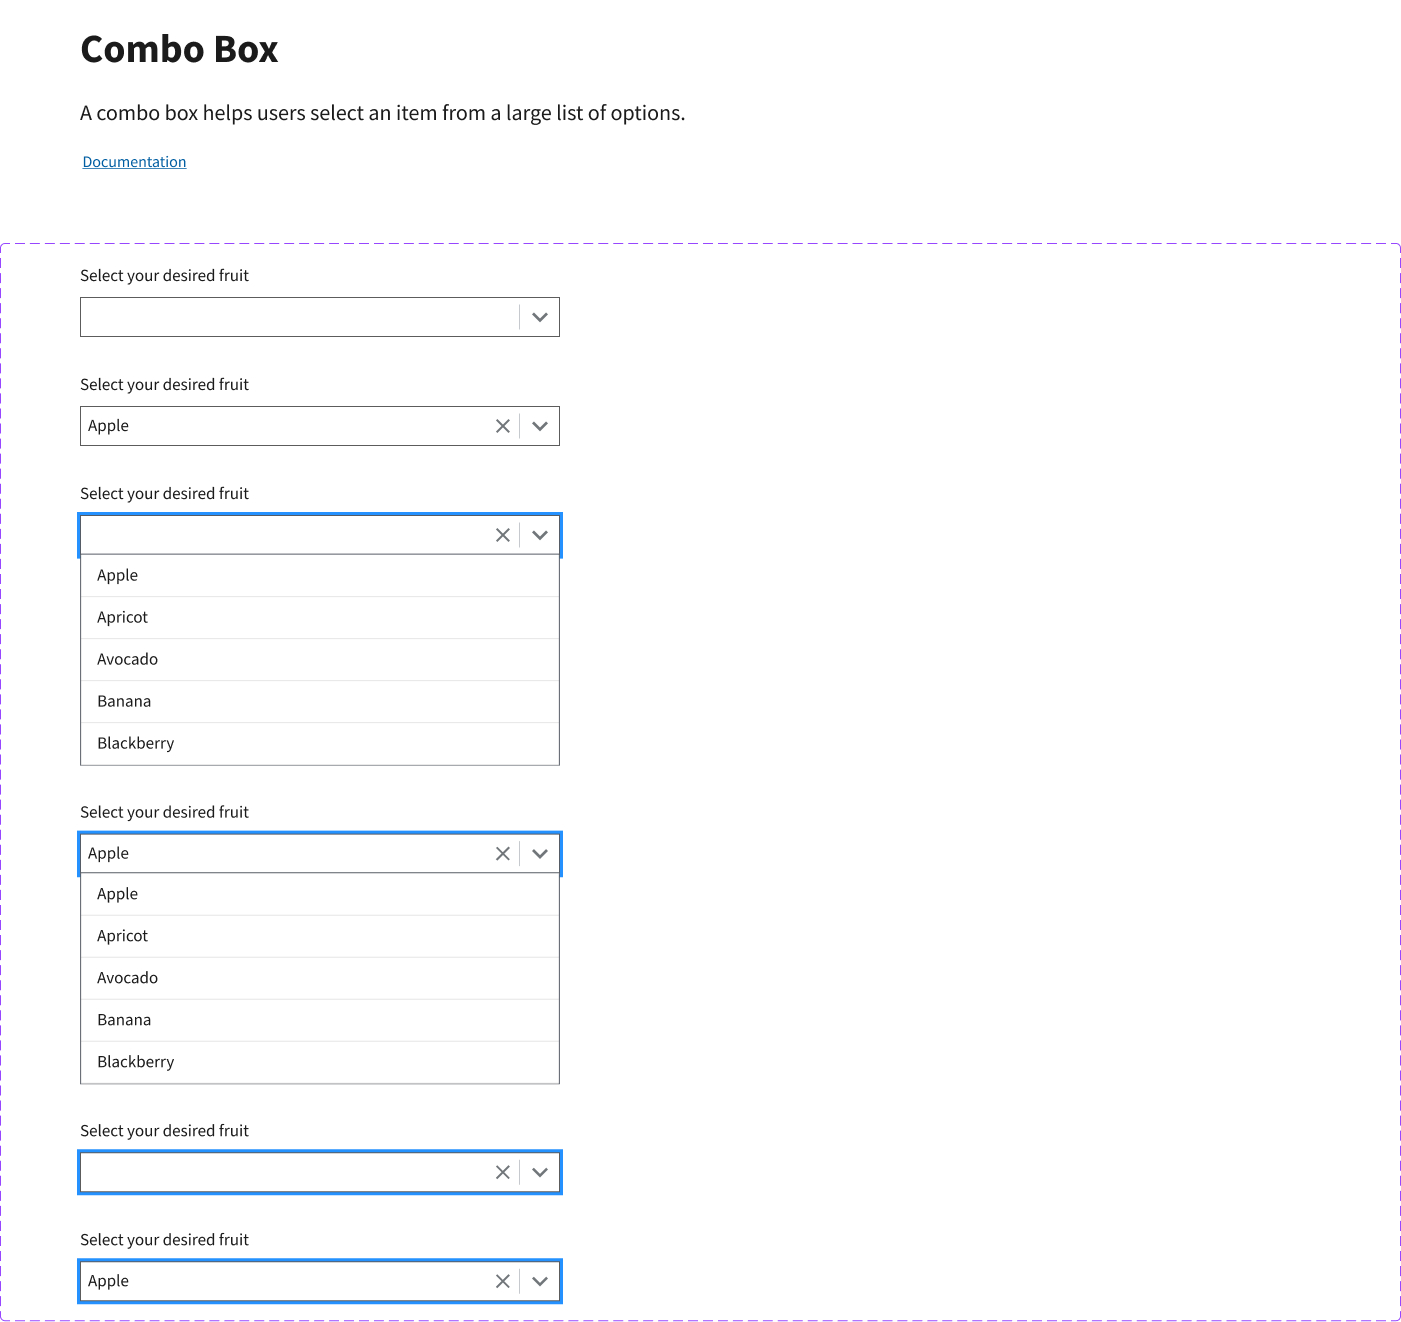 Combo Box
A combo box helps users select an item from a large list of options.
Documentation
Select your desired fruit
Select your desired fruit
Apple
Select your desired fruit
Apple
Apricot
Avocado
Banana
Blackberry
Select your desired fruit
Apple
Apple
Apricot
Avocado
Banana
Blackberry
Select your desired fruit
Select your desired fruit
Apple